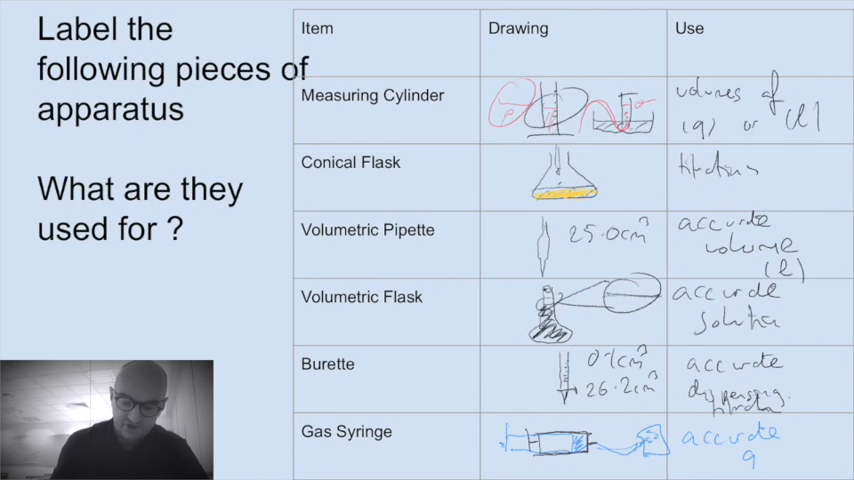 Label the
following pieces of
apparatus
What are they
used for ?
Item
Drawing
Use
Measuring Cylinder
volumes of
(g) or (l)
Conical Flask
titrations
Volumetric Pipette
25.0cm³
accurate
volume
(l)
Volumetric Flask
accurate
solution
Burette
26.2cm³
accurate
dispensing
Gas Syringe
accurate
g